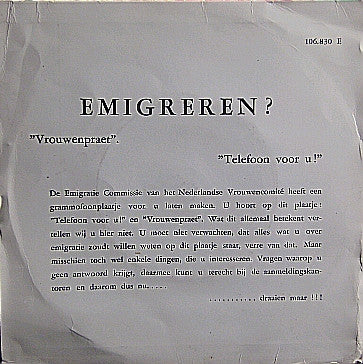 106.830 E
EMIGREREN?
"Vrouwenpraet".
"Telefoon voor u!"
De Emigratie Commissie van het Nederlandse Vrouwencomité heeft een
grammofoonplaatje voor u laten maken. U hoort op dit plaatje:
"Telefoon voor u!" en "Vrouwenpraet". Wat dit allemaal betekent ver-
tellen wij u hier niet. U moet niet verwachten, dat alles wat u over
emigratie zoudt willen weten op dit plaatje staat, verre van dat. Maar
misschien toch wel enkele dingen, die u interesseren. Vragen waarop u
geen antwoord krijgt, daarmee kunt u terecht bij de aanmeldingskan-
toren en daarom dus nu.....
........... draaien maar!!!